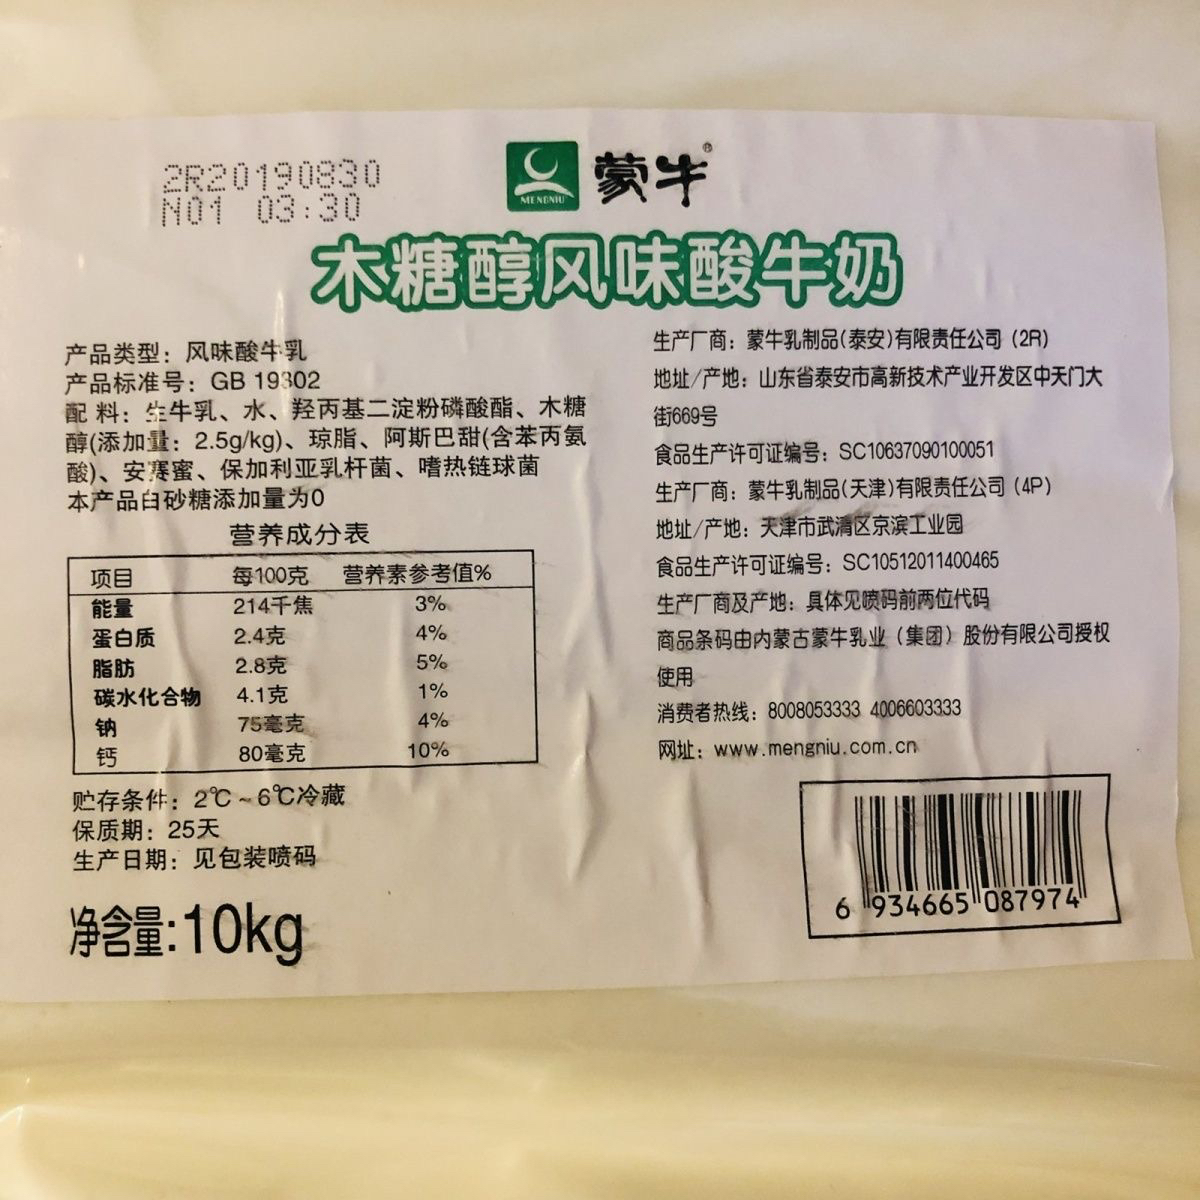 2R20190830
N01 03:30
MENGNIU
蒙牛®
木糖醇风味酸牛奶
产品类型：风味酸牛乳
产品标准号：GB 19302
配 料：生牛乳、水、羟丙基二淀粉磷酸酯、木糖
醇(添加量：2.5g/kg)、琼脂、阿斯巴甜(含苯丙氨
酸)、安赛蜜、保加利亚乳杆菌、嗜热链球菌
本产品白砂糖添加量为0
营养成分表
项目 每100克 营养素参考值%
能量 214千焦 3%
蛋白质 2.4克 4%
脂肪 2.8克 5%
碳水化合物 4.1克 1%
钠 75毫克 4%
钙 80毫克 10%
贮存条件：2℃~6℃冷藏
保质期：25天
生产日期：见包装喷码
净含量:10kg
生产厂商：蒙牛乳制品(泰安)有限责任公司（2R）
地址/产地：山东省泰安市高新技术产业开发区中天门大
街669号
食品生产许可证编号：SC10637090100051
生产厂商：蒙牛乳制品(天津)有限责任公司（4P）
地址/产地：天津市武清区京滨工业园
食品生产许可证编号：SC10512011400465
生产厂商及产地：具体见喷码前两位代码
商品条码由内蒙古蒙牛乳业（集团）股份有限公司授权
使用
消费者热线：8008053333 4006603333
网址：www.mengniu.com.cn
6 934665 087974